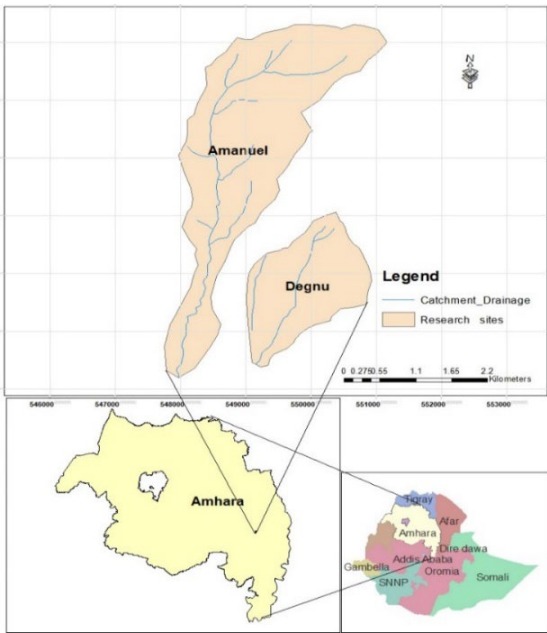 N
Amanuel
Degnu
Legend
Catchment_Drainage
Research sites
0 0.275 0.55 1.1 1.65 2.2
Kilometers
546000 547000 548000 549000 550000 551000 552000 553000
Amhara
Tigray
Afar
Amhara
Dire dawa
Addis Ababa
Gambella
Oromia
SNNP
Somali